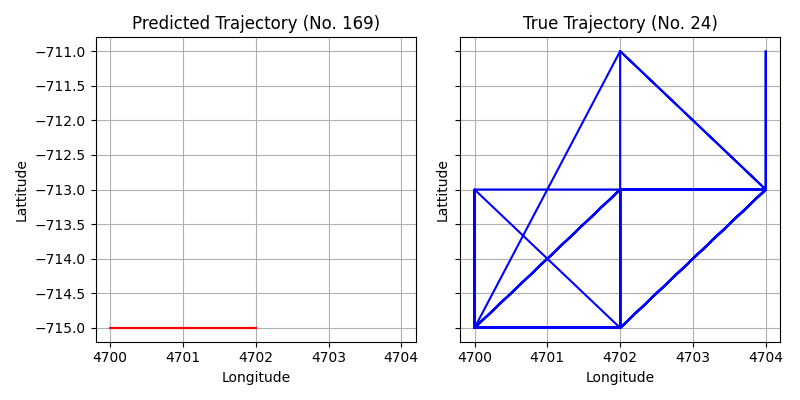 Predicted Trajectory (No. 169)
True Trajectory (No. 24)
Lattitude
−711.0
−711.5
−712.0
−712.5
−713.0
−713.5
−714.0
−714.5
−715.0
4700 4701 4702 4703 4704
Longitude
Lattitude
4700 4701 4702 4703 4704
Longitude